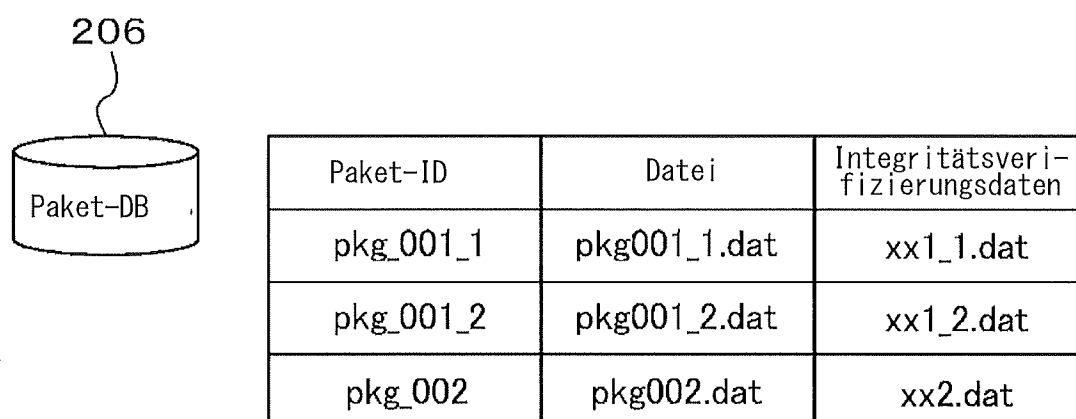 206
Paket-DB
Paket-ID Datei Integritätsveri-
fizierungsdaten
pkg_001_1 pkg001_1.dat xx1_1.dat
pkg_001_2 pkg001_2.dat xx1_2.dat
pkg_002 pkg002.dat xx2.dat